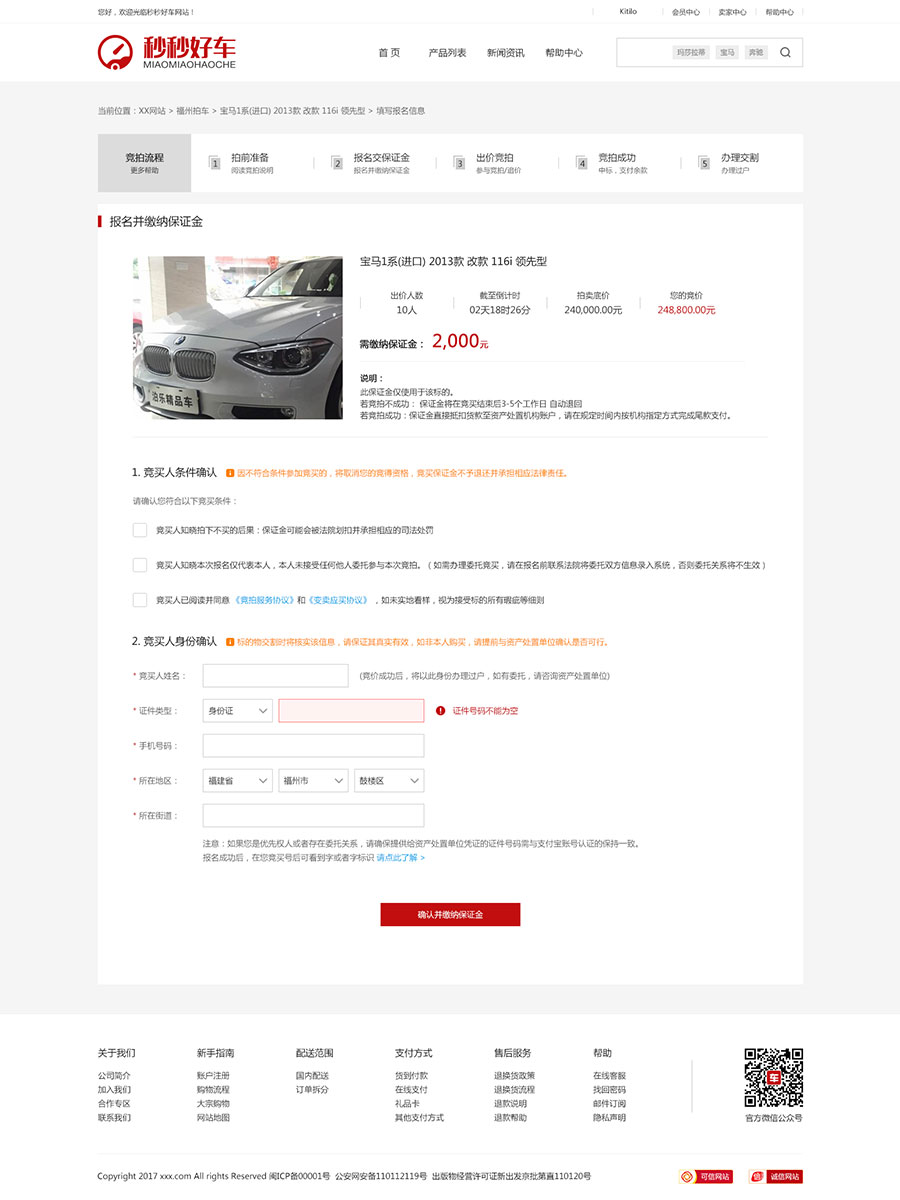 您好，欢迎光临秒秒好车网站！
Kitilo 会员中心 卖家中心 帮助中心
秒秒好车
MIAOMIAOHAOCHE
首 页 产品列表 新闻资讯 帮助中心
玛莎拉蒂 宝马 奔驰
当前位置：XX网站 > 福州拍车 > 宝马1系(进口) 2013款 改款 116i 领先型 > 填写报名信息
竞拍流程
更多帮助
1 拍前准备
阅读竞拍说明
2 报名交保证金
报名并缴纳保证金
3 出价竞拍
参与竞拍/追价
4 竞拍成功
中标，支付余款
5 办理交割
办理过户
报名并缴纳保证金
泊乐精品车
宝马1系(进口) 2013款 改款 116i 领先型
出价人数 截至倒计时 拍卖底价 您的竞价
10人 02天18时26分 240,000.00元 248,800.00元
需缴纳保证金： 2,000元
说明：
此保证金仅使用于该标的。
若竞拍不成功： 保证金将在竞买结束后3-5个工作日 自动退回
若竞拍成功：保证金直接抵扣货款至资产处置机构账户，请在规定时间内按机构指定方式完成尾款支付。
1. 竞买人条件确认 因不符合条件参加竞买的，将取消您的竞得资格，竞买保证金不予退还并承担相应法律责任。
请确认您符合以下竞买条件：
竞买人知晓拍下不买的后果：保证金可能会被法院划扣并承担相应的司法处罚
竞买人知晓本次报名仅代表本人，本人未接受任何他人委托参与本次竞拍。（ 如需办理委托竞买，请在报名前联系法院将委托双方信息录入系统，否则委托关系将不生效 ）
竞买人已阅读并同意 《竞拍服务协议》和《变卖应买协议》 ，如未实地看样，视为接受标的所有瑕疵等细则
2. 竞买人身份确认 标的物交割时将核实该信息，请保证其真实有效，如非本人购买，请提前与资产处置单位确认是否可行。
* 竞买人姓名： (竞价成功后，将以此身份办理过户，如有委托，请咨询资产处置单位)
* 证件类型： 身份证 证件号码不能为空
* 手机号码：
* 所在地区： 福建省 福州市 鼓楼区
* 所在街道：
注意：如果您是优先权人或者存在委托关系，请确保提供给资产处置单位凭证的证件号码需与支付宝账号认证的保持一致。
报名成功后，在您竞买号后可看到字或者字标识 请点此了解 >
确认并缴纳保证金
关于我们 新手指南 配送范围 支付方式 售后服务 帮助
公司简介 账户注册 国内配送 货到付款 退换货政策 在线客服
加入我们 购物流程 订单拆分 在线支付 退换货流程 找回密码
合作专区 大宗购物 礼品卡 退款说明 邮件订阅
联系我们 网站地图 其他支付方式 退款帮助 隐私声明
官方微信公众号
Copyright 2017 xxx.com All rights Reserved 闽ICP备00001号 公安网安备110112119号 出版物经营许可证新出发京批第直110120号
可信网站 诚信网站